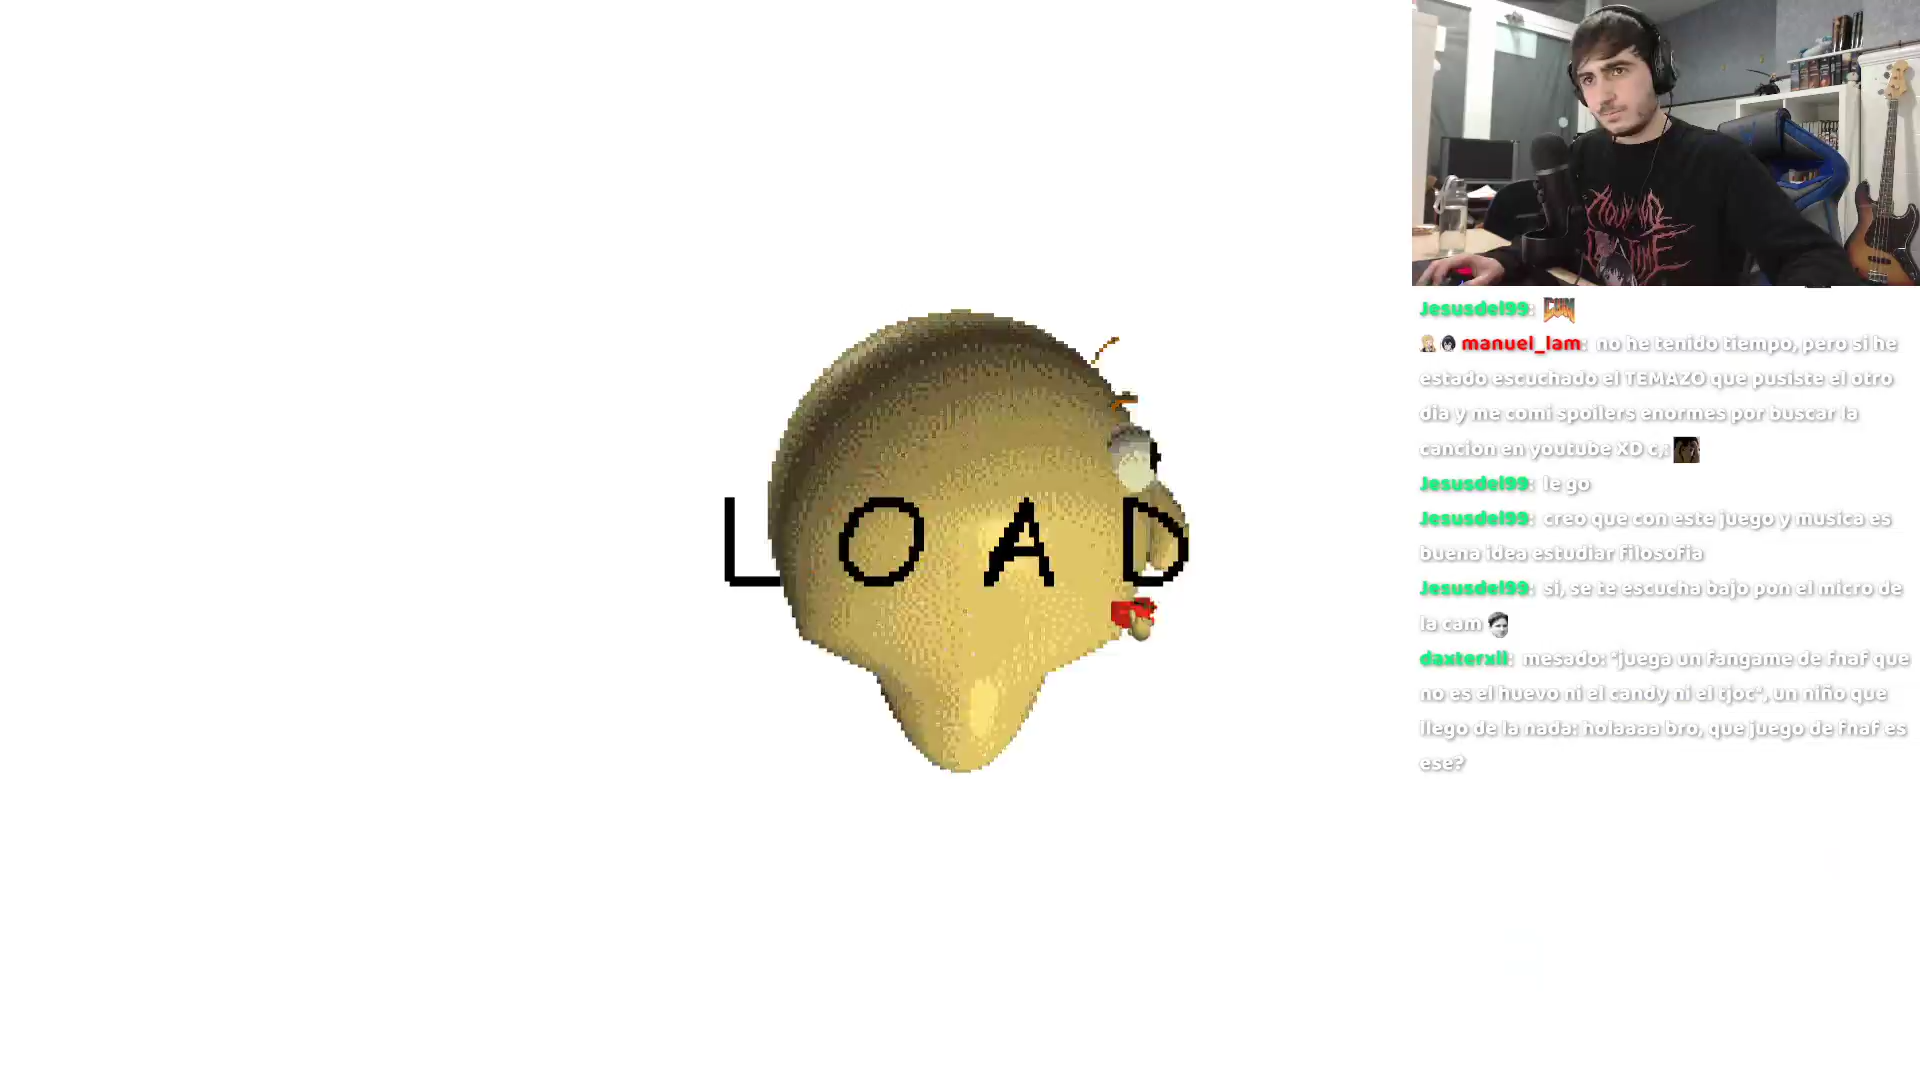 LOAD
Jesusdel99:
manuel_lam: no he tenido tiempo, pero si he
estado escuchado el TEMAZO que pusiste el otro
dia y me comi spoilers enormes por buscar la
cancion en youtube XD c,:
Jesusdel99: le go
Jesusdel99: creo que con este juego y musica es
buena idea estudiar filosofia
Jesusdel99: si, se te escucha bajo pon el micro de
la cam
daxterxll: mesado: "juega un fangame de fnaf que
no es el huevo ni el candy ni el tjoc", un niño que
llego de la nada: holaaaa bro, que juego de fnaf es
ese?